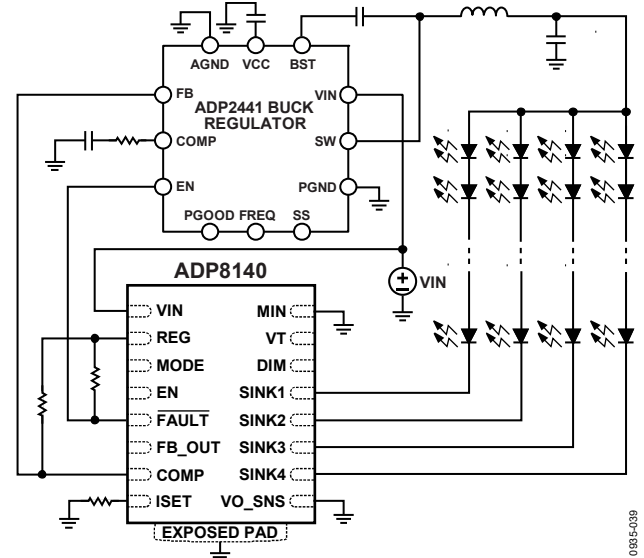 AGND VCC BST
FB
VIN
ADP2441 BUCK
REGULATOR
COMP
SW
EN
PGND
PGOOD FREQ SS
ADP8140
VIN
VIN
MIN
REG
VT
MODE
DIM
EN
SINK1
FAULT
SINK2
FB_OUT
SINK3
COMP
SINK4
ISET
VO_SNS
EXPOSED PAD
0935-039